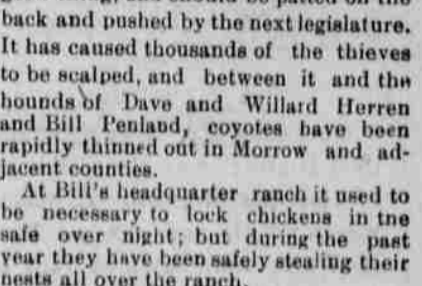 back and pushed by the next legislature.
It has caused thousands of the thieves
to be scalped, and between it and the
hounds of Dave and Willard Herren
and Bill Penland, coyotes have been
rapidly thinned out in Morrow and ad-
jacent counties.
At Bill's headquarter ranch it used to
be necessary to lock chickens in tne
safe over night; but during the past
year they have been safely stealing their
nests all over the ranch.